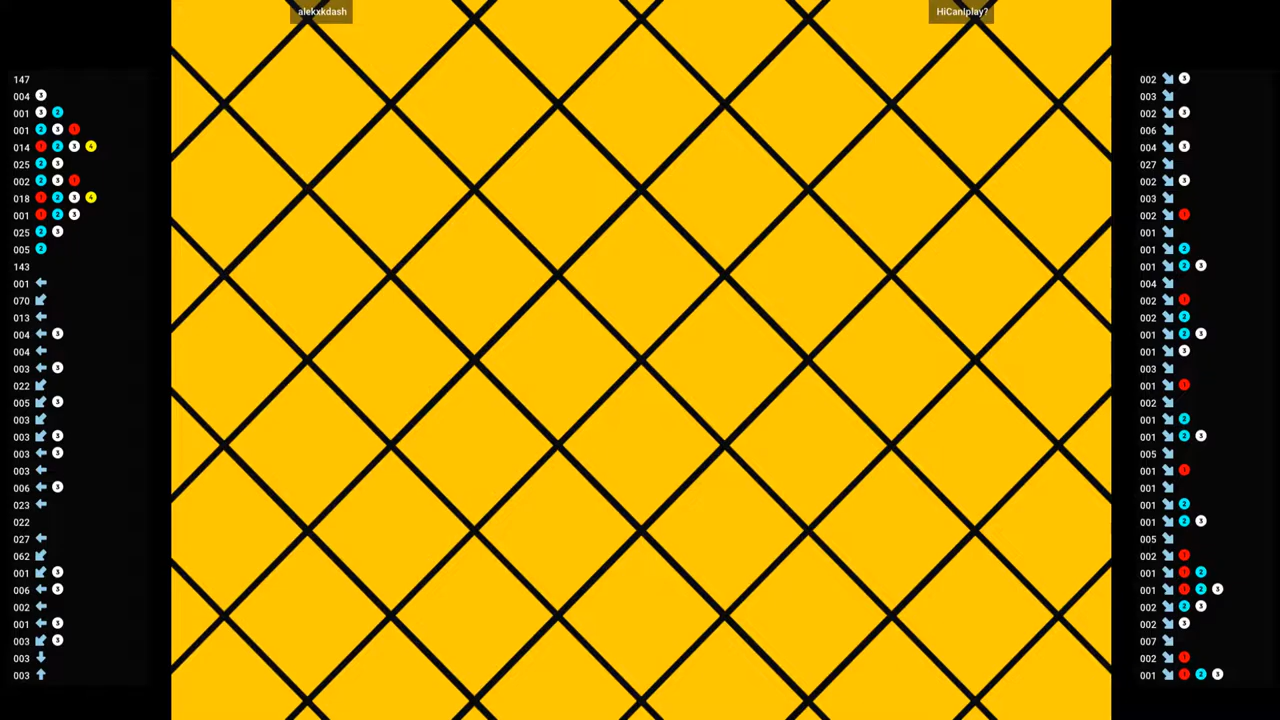 alekxkdash
HiCanIplay?
147
004 3
001 3 2
001 2 3 1
014 1 2 3 4
025 2 3
002 2 3 1
018 1 2 3 4
001 1 2 3
025 2 3
005 2
143
001 ←
070 ↙
013 ←
004 ← 3
004 ←
003 ← 3
022 ↙
005 ↙ 3
003 ↙
003 ↙ 3
003 ← 3
003 ←
006 ← 3
023 ←
022
027 ←
062 ↙
001 ↙ 3
006 ← 3
002 ←
001 ← 3
003 ↙ 3
003 ↓
003 ↑
002 ↘ 3
003 ↘
002 ↘ 3
006 ↘
004 ↘ 3
027 ↘
002 ↘ 3
003 ↘
002 ↘ 1
001 ↘
001 ↘ 2
001 ↘ 2 3
004 ↘
002 ↘ 1
002 ↘ 2
001 ↘ 2 3
001 ↘ 3
003 ↘
001 ↘ 1
002 ↘
001 ↘ 2
001 ↘ 2 3
005 ↘
001 ↘ 1
001 ↘
001 ↘ 2
001 ↘ 2 3
005 ↘
002 ↘ 1
001 ↘ 1 2
001 ↘ 1 2 3
002 ↘ 2 3
002 ↘ 3
007 ↘
002 ↘ 1
001 ↘ 1 2 3